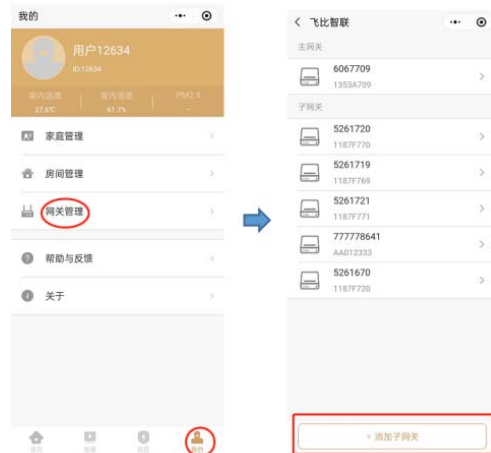 我的
用户12634
ID:12634
室内温度
室内湿度
PM2.5
27.6℃
61.7%
--
家庭管理
房间管理
网关管理
帮助与反馈
关于
我的
飞比智联
主网关
6067709
1353A709
子网关
5261720
1187F770
5261719
1187F769
5261721
1187F771
777778641
AA012333
5261670
1187F720
+ 添加子网关